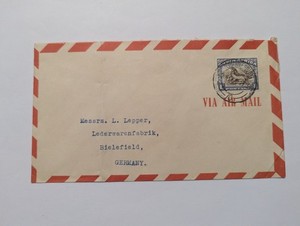 VIA AIR MAIL
Messrs. L. Lepper,
Lederwarenfabrik,
Bielefeld,
GERMANY.